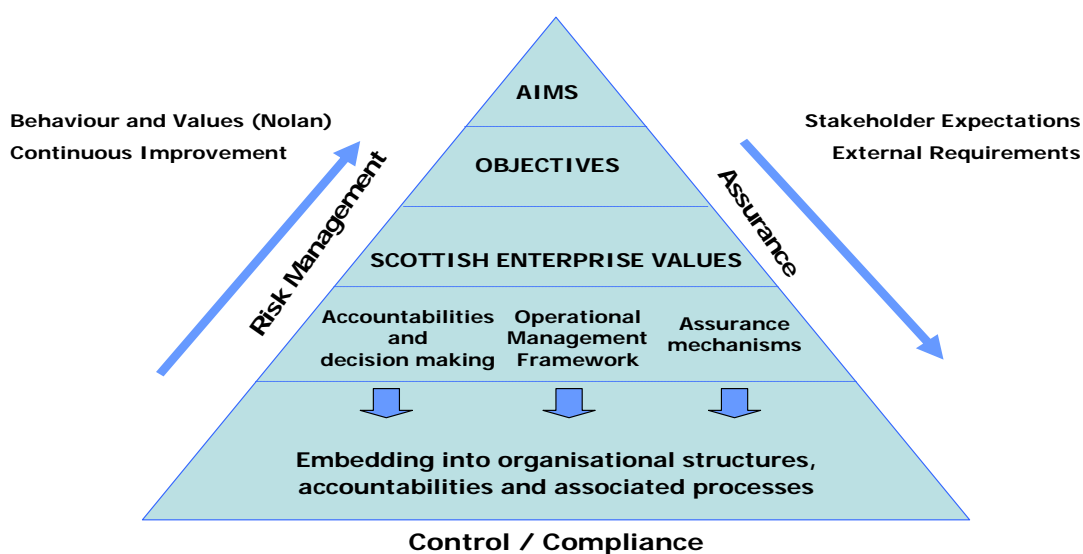 AIMS
Behaviour and Values (Nolan)
Continuous Improvement
Stakeholder Expectations
External Requirements
OBJECTIVES
Risk Management
Assurance
SCOTTISH ENTERPRISE VALUES
Accountabilities
and
decision making
Operational
Management
Framework
Assurance
mechanisms
Embedding into organisational structures,
accountabilities and associated processes
Control / Compliance